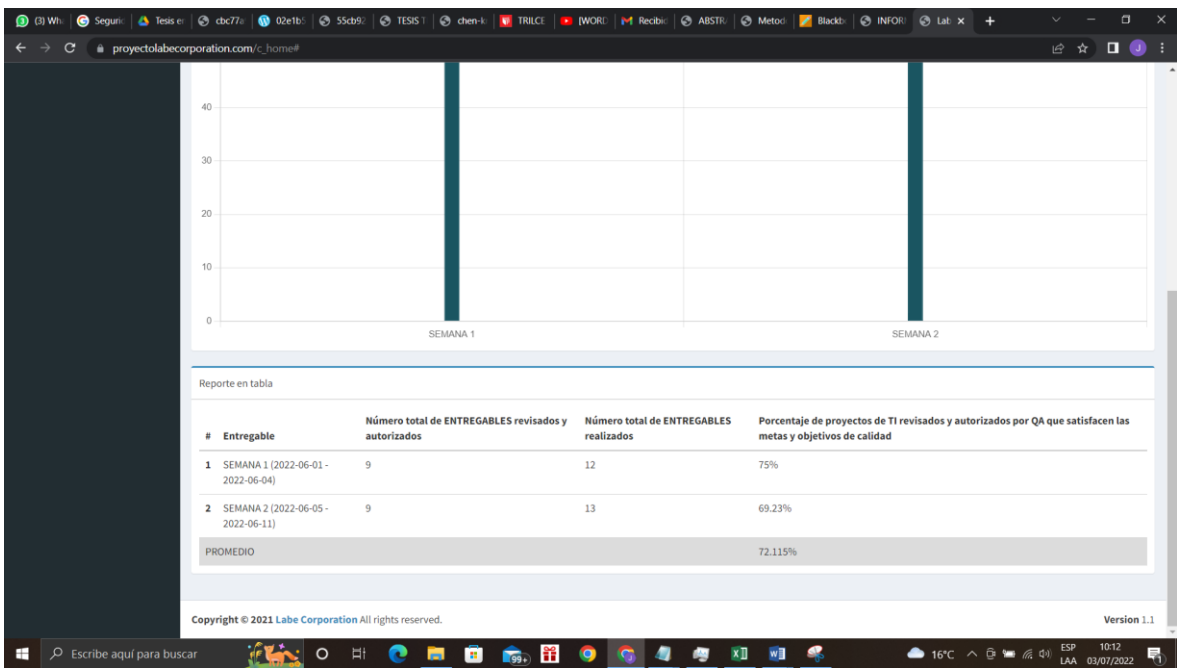 (3) Wh
Seguric
Tesis er
cbc77a
02e1b5
55cb92
TESIS T
chen-k
TRILCE
[WORD
Recibic
ABSTR
Metod
Blackb
INFOR
Lab
proyectolabecorporation.com/c_home#
40
30
20
10
0
SEMANA 1
SEMANA 2
Reporte en tabla
Número total de ENTREGABLES revisados y Número total de ENTREGABLES Porcentaje de proyectos de TI revisados y autorizados por QA que satisfacen las
# Entregable autorizados realizados metas y objetivos de calidad
1 SEMANA 1 (2022-06-01 - 9 12 75%
2022-06-04)
2 SEMANA 2 (2022-06-05 - 9 13 69.23%
2022-06-11)
PROMEDIO 72.115%
Copyright © 2021 Labe Corporation All rights reserved. Version 1.1
Escribe aquí para buscar
99+
16°C
ESP
LAA
10:12
03/07/2022